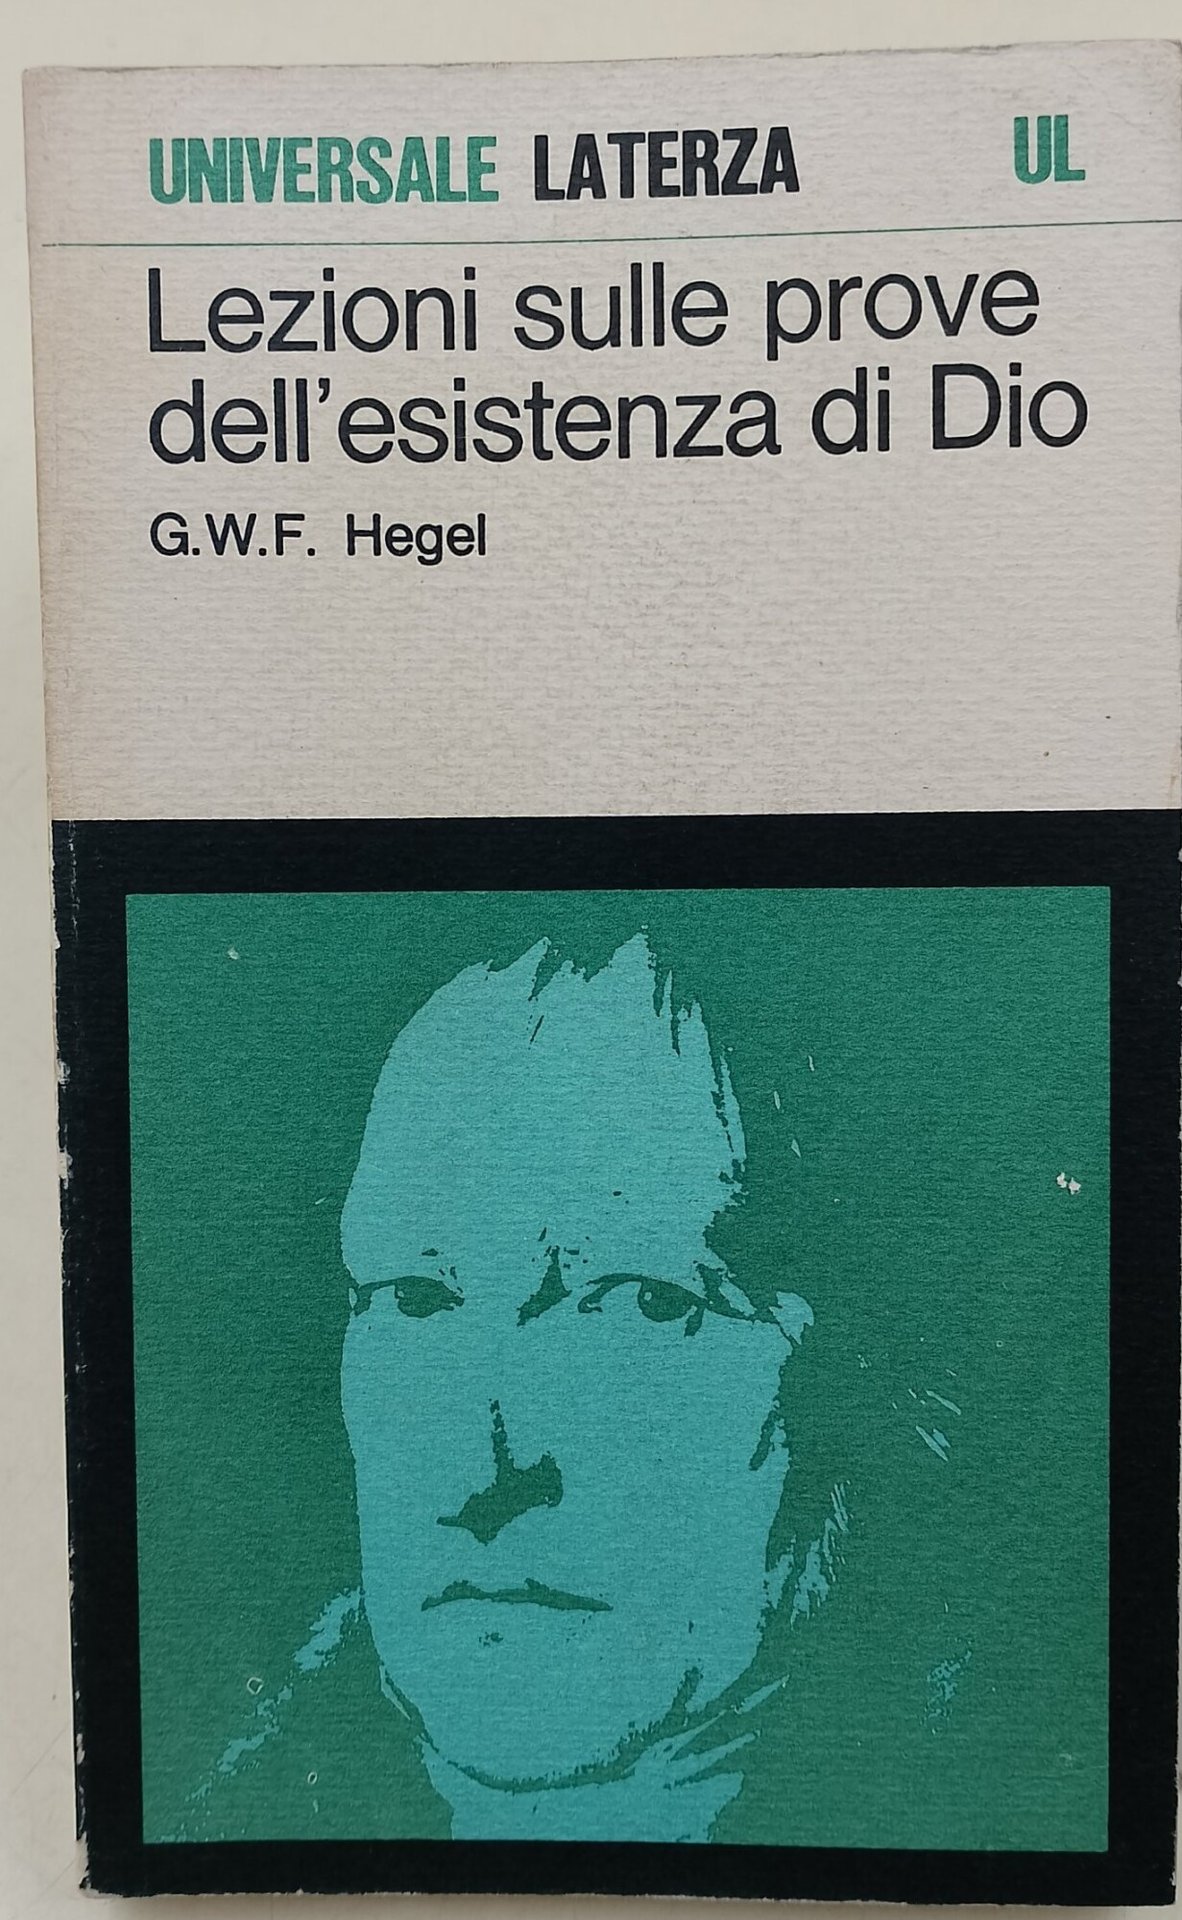 UNIVERSALE LATERZA UL
Lezioni sulle prove
dell'esistenza di Dio
G.W.F. Hegel